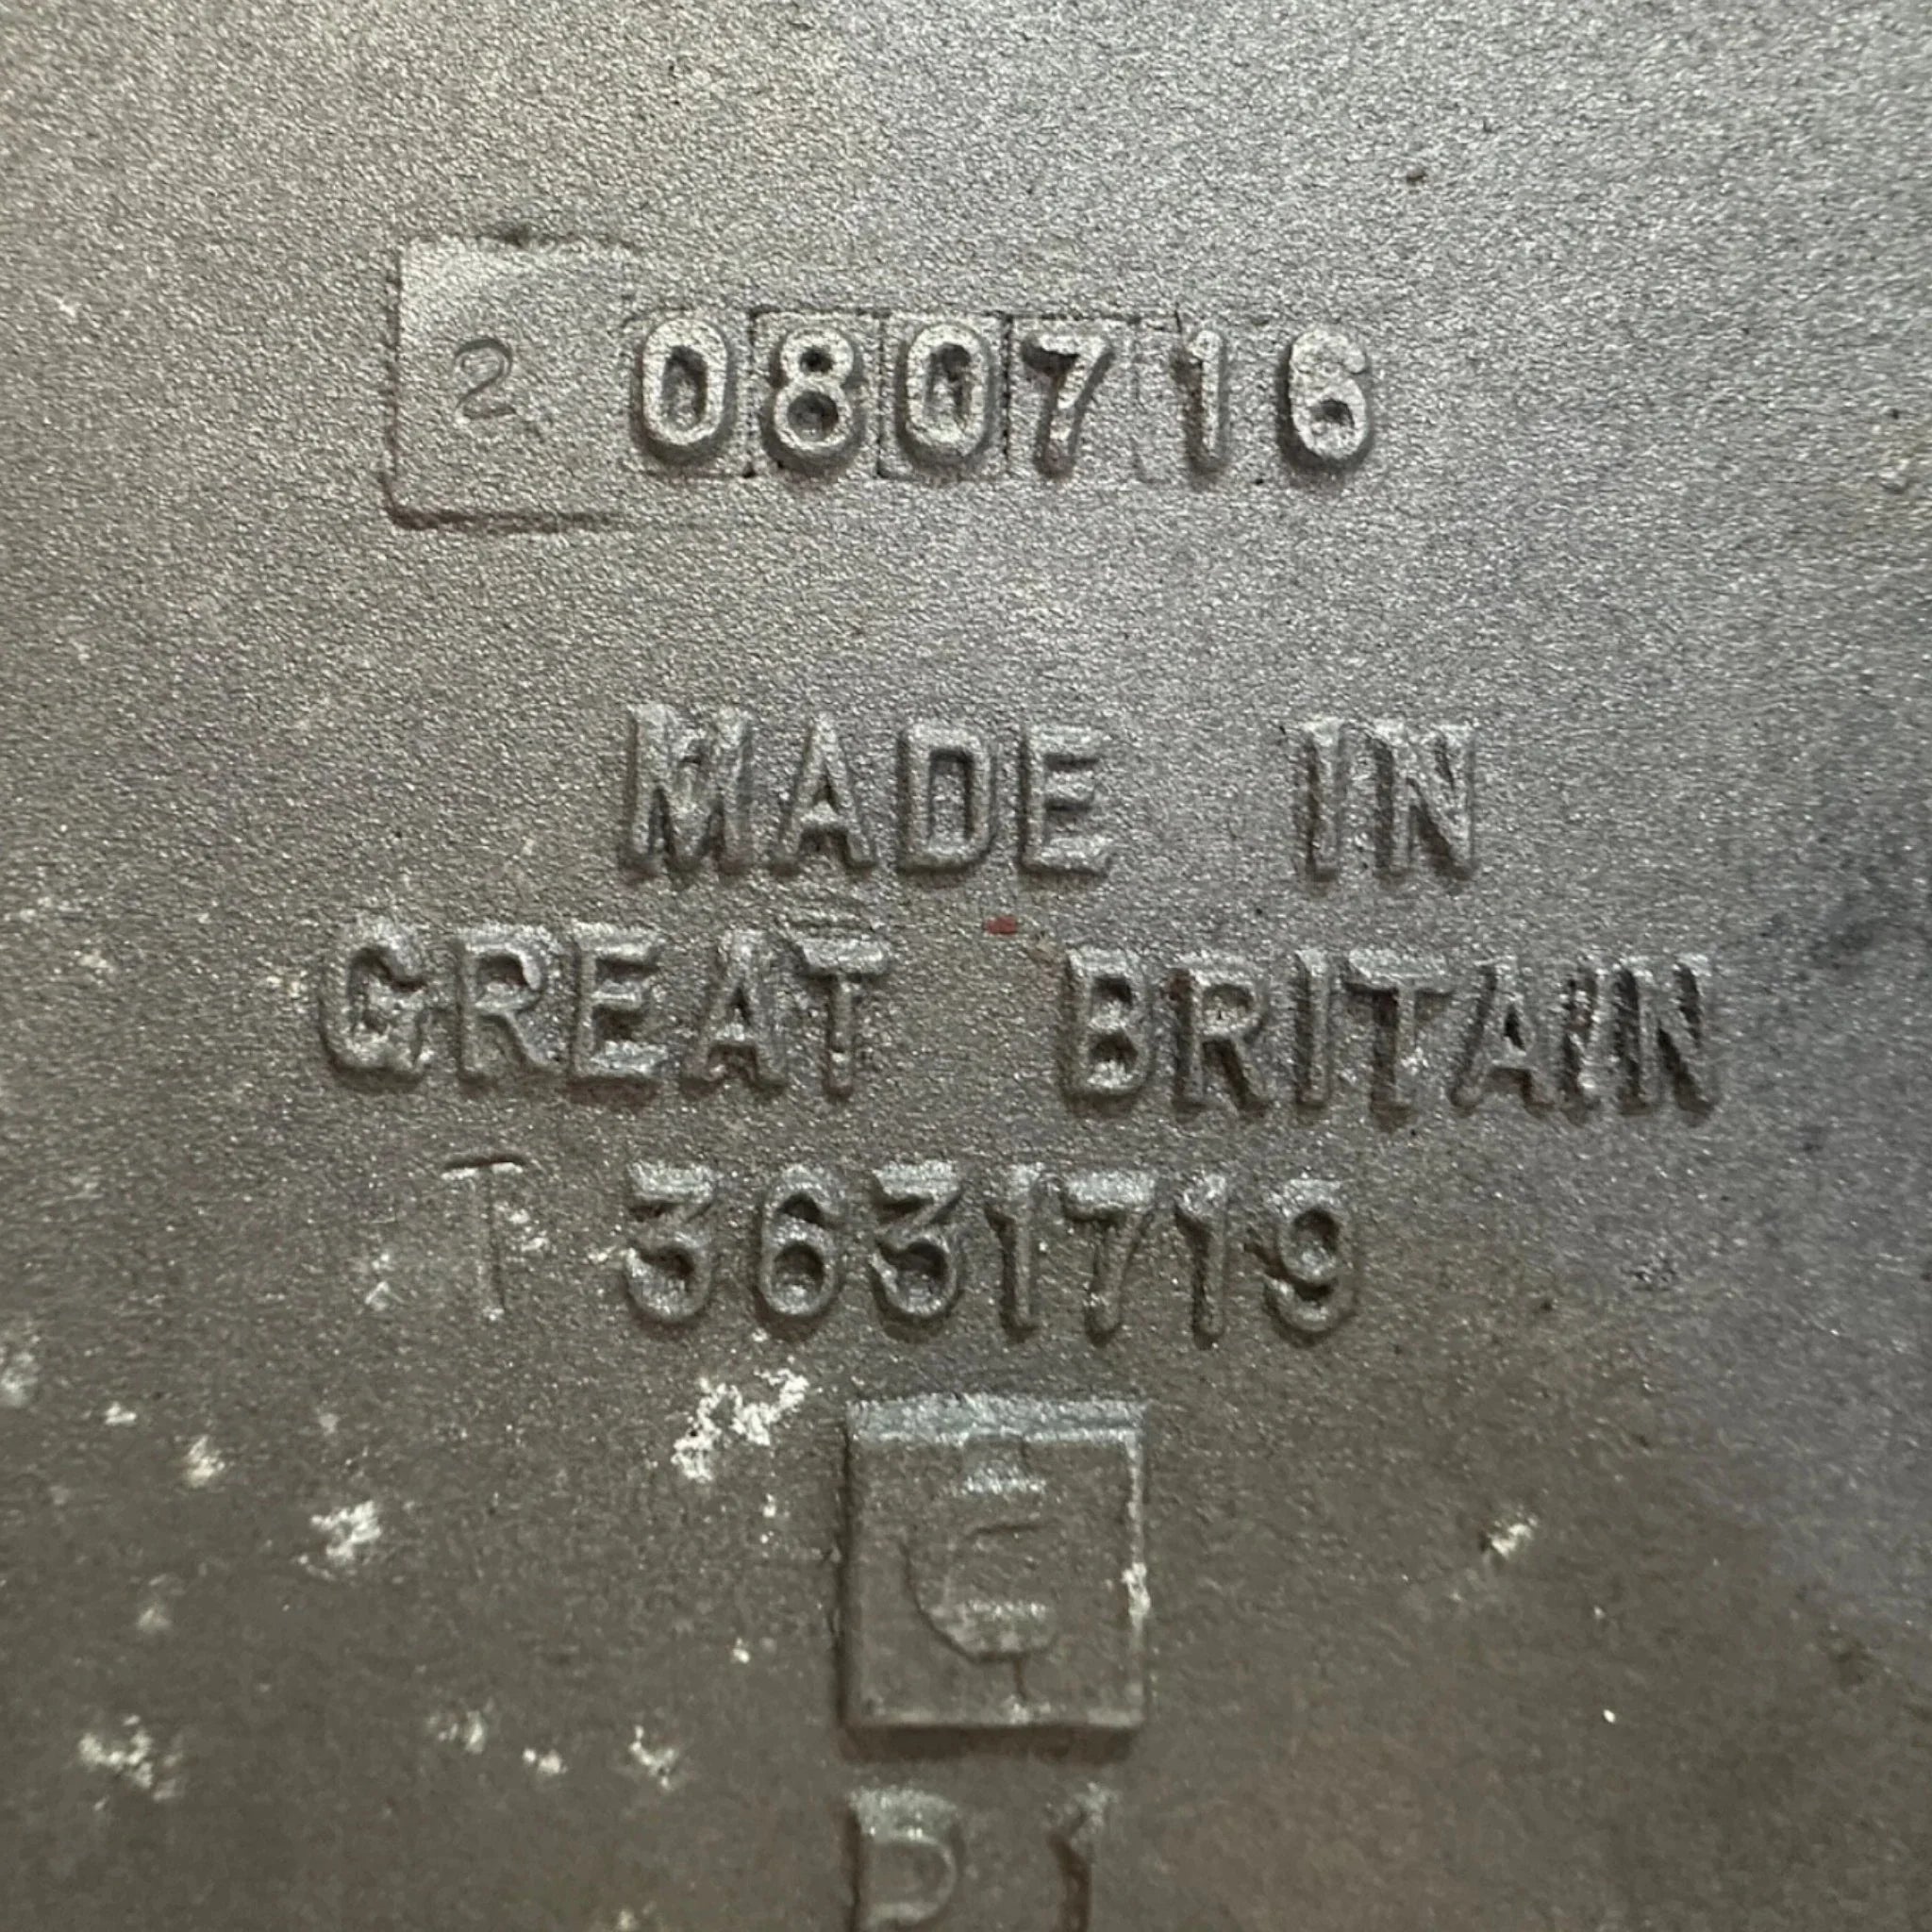 2 080716
MADE IN
GREAT BRITAIN
T 3631719